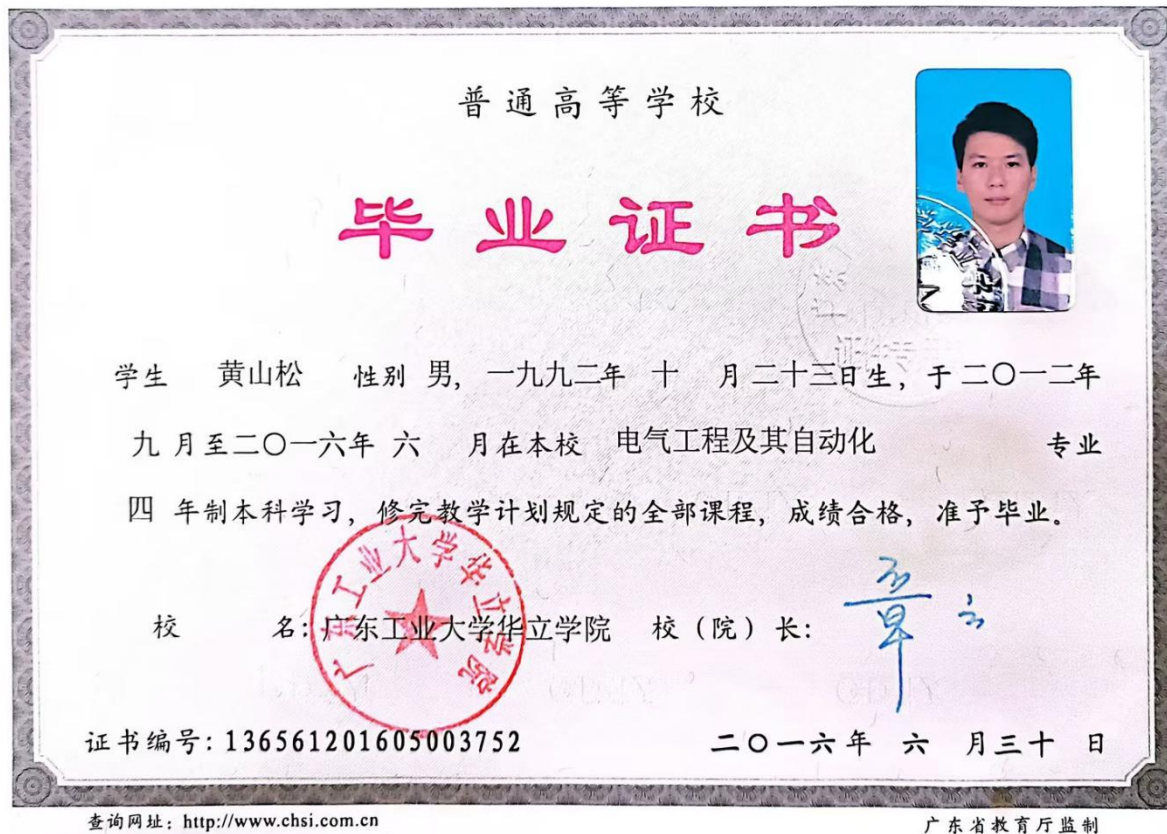 普通高等学校
毕业证书
学生 黄山松 性别 男, 一九九二年 十 月二十三日生, 于二〇一二年
九 月至二〇一六年 六 月在本校 电气工程及其自动化 专业
四 年制本科学习, 修完教学计划规定的全部课程, 成绩合格, 准予毕业。
广东工业大学华立学院
校 名: 广东工业大学华立学院 校（院）长:
证书编号: 136561201605003752 二〇一六年 六 月三十 日
查询网址: http://www.chsi.com.cn 广东省教育厅监制